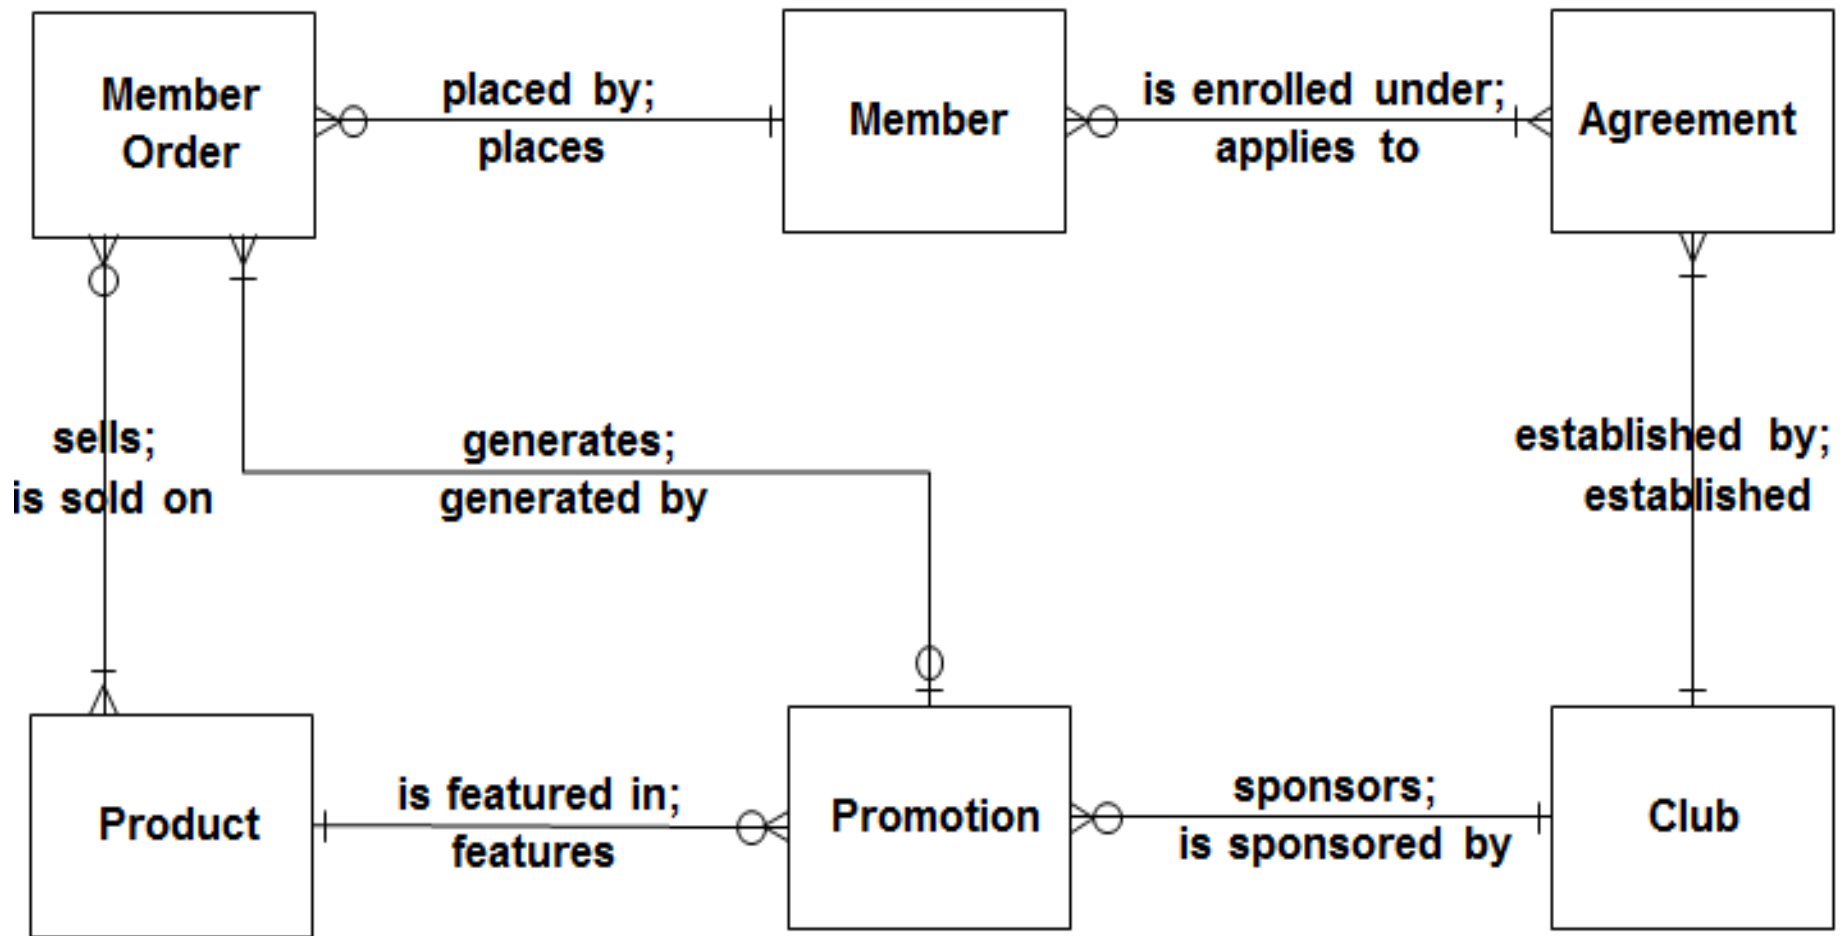 Member
Order
placed by;
places
Member
is enrolled under;
applies to
Agreement
sells;
is sold on
generates;
generated by
established by;
established
Product
is featured in;
features
Promotion
sponsors;
is sponsored by
Club